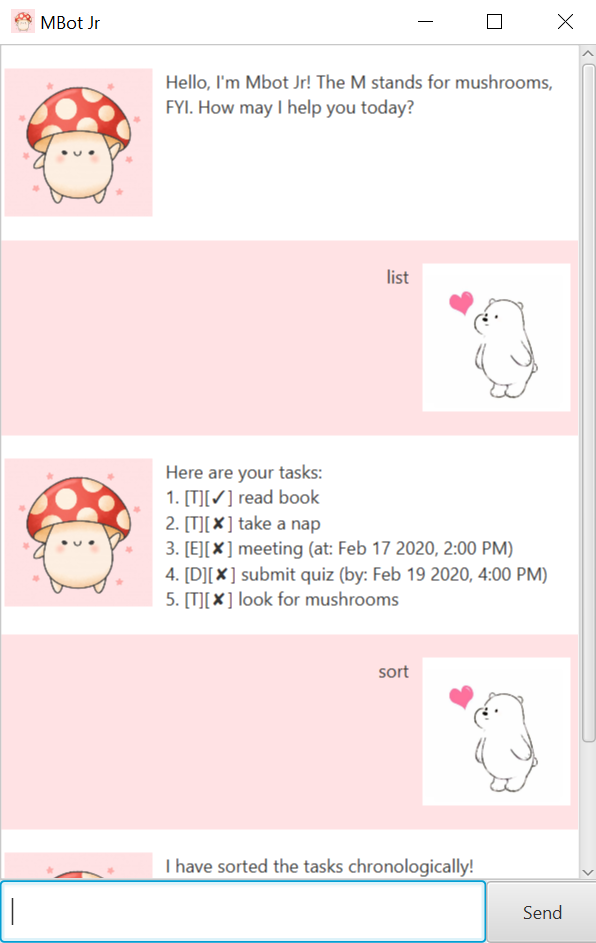 MBot Jr
Hello, I'm Mbot Jr! The M stands for mushrooms,
FYI. How may I help you today?
list
Here are your tasks:
1. [T][✓] read book
2. [T][✘] take a nap
3. [E][✘] meeting (at: Feb 17 2020, 2:00 PM)
4. [D][✘] submit quiz (by: Feb 19 2020, 4:00 PM)
5. [T][✘] look for mushrooms
sort
I have sorted the tasks chronologically!
Send